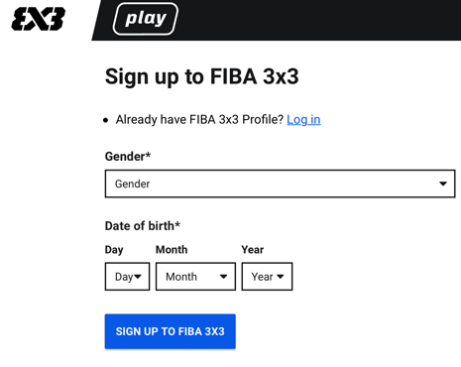 3X3 play
Sign up to FIBA 3x3
Already have FIBA 3x3 Profile? Log in
Gender*
Gender
Date of birth*
Day Month Year
Day Month Year
SIGN UP TO FIBA 3X3